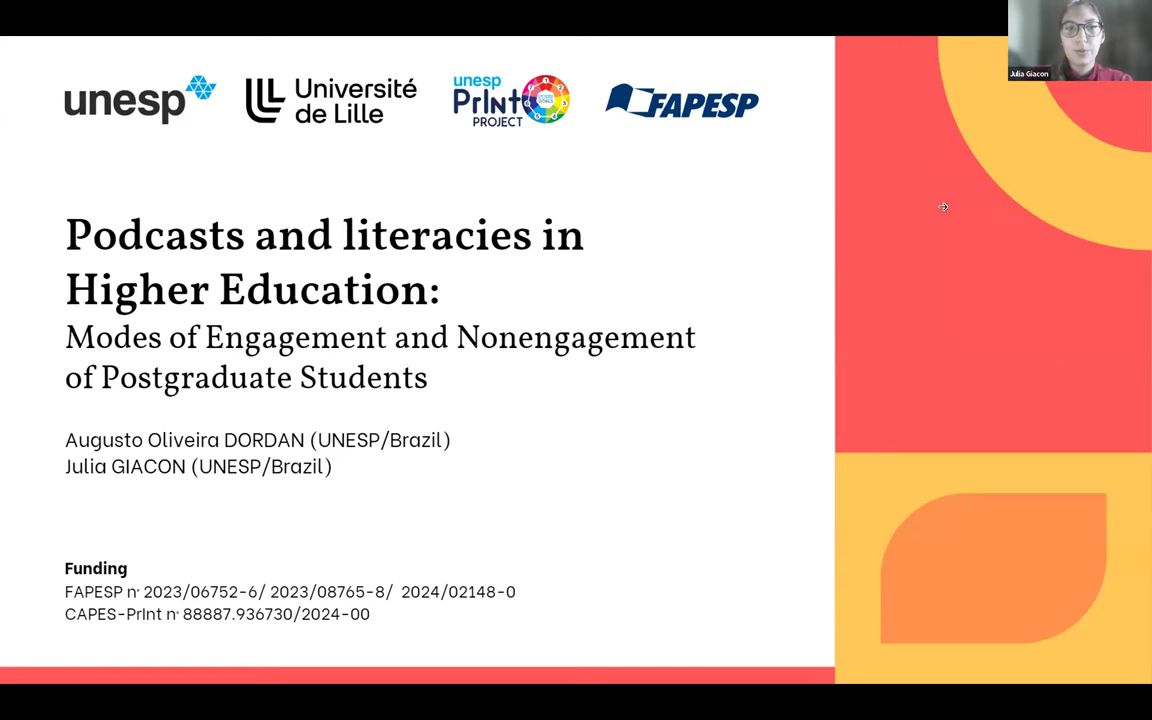 Julia Giacon
unesp
Université
de Lille
unesp
PrInt
PROJECT
FAPESP
Podcasts and literacies in
Higher Education:
Modes of Engagement and Nonengagement
of Postgraduate Students
Augusto Oliveira DORDAN (UNESP/Brazil)
Julia GIACON (UNESP/Brazil)
Funding
FAPESP n° 2023/06752-6/ 2023/08765-8/ 2024/02148-0
CAPES-PrInt n° 88887.936730/2024-00